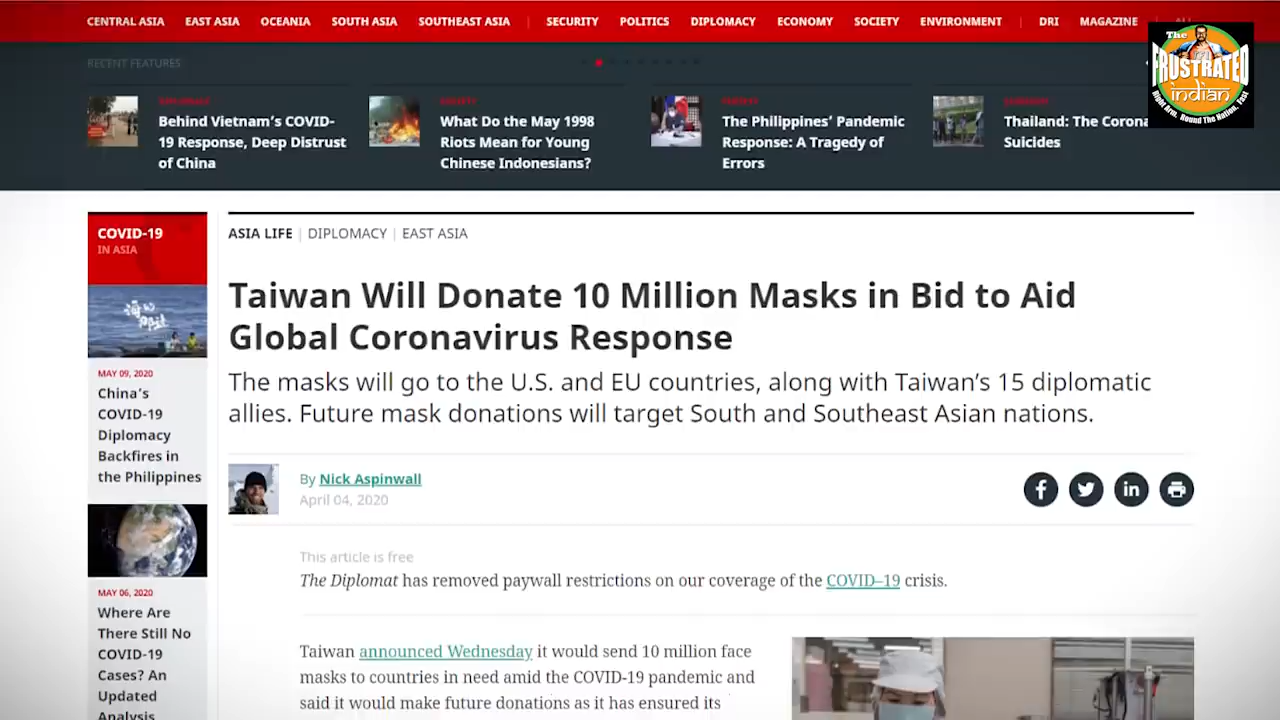 CENTRAL ASIA EAST ASIA OCEANIA SOUTH ASIA SOUTHEAST ASIA | SECURITY POLITICS DIPLOMACY ECONOMY SOCIETY ENVIRONMENT | DRI MAGAZINE
The
FRUSTRATED
indian
Right Arm. Round The Nation. Fast
RECENT FEATURES
Behind Vietnam's COVID-
19 Response, Deep Distrust
of China
What Do the May 1998
Riots Mean for Young
Chinese Indonesians?
The Philippines' Pandemic
Response: A Tragedy of
Errors
Thailand: The Corona
Suicides
COVID-19
IN ASIA
MAY 09, 2020
China's
COVID-19
Diplomacy
Backfires in
the Philippines
MAY 06, 2020
Where Are
There Still No
COVID-19
Cases? An
Updated
Analysis
ASIA LIFE | DIPLOMACY | EAST ASIA
Taiwan Will Donate 10 Million Masks in Bid to Aid
Global Coronavirus Response
The masks will go to the U.S. and EU countries, along with Taiwan's 15 diplomatic
allies. Future mask donations will target South and Southeast Asian nations.
By Nick Aspinwall
April 04, 2020
This article is free
The Diplomat has removed paywall restrictions on our coverage of the COVID–19 crisis.
Taiwan announced Wednesday it would send 10 million face
masks to countries in need amid the COVID-19 pandemic and
said it would make future donations as it has ensured its